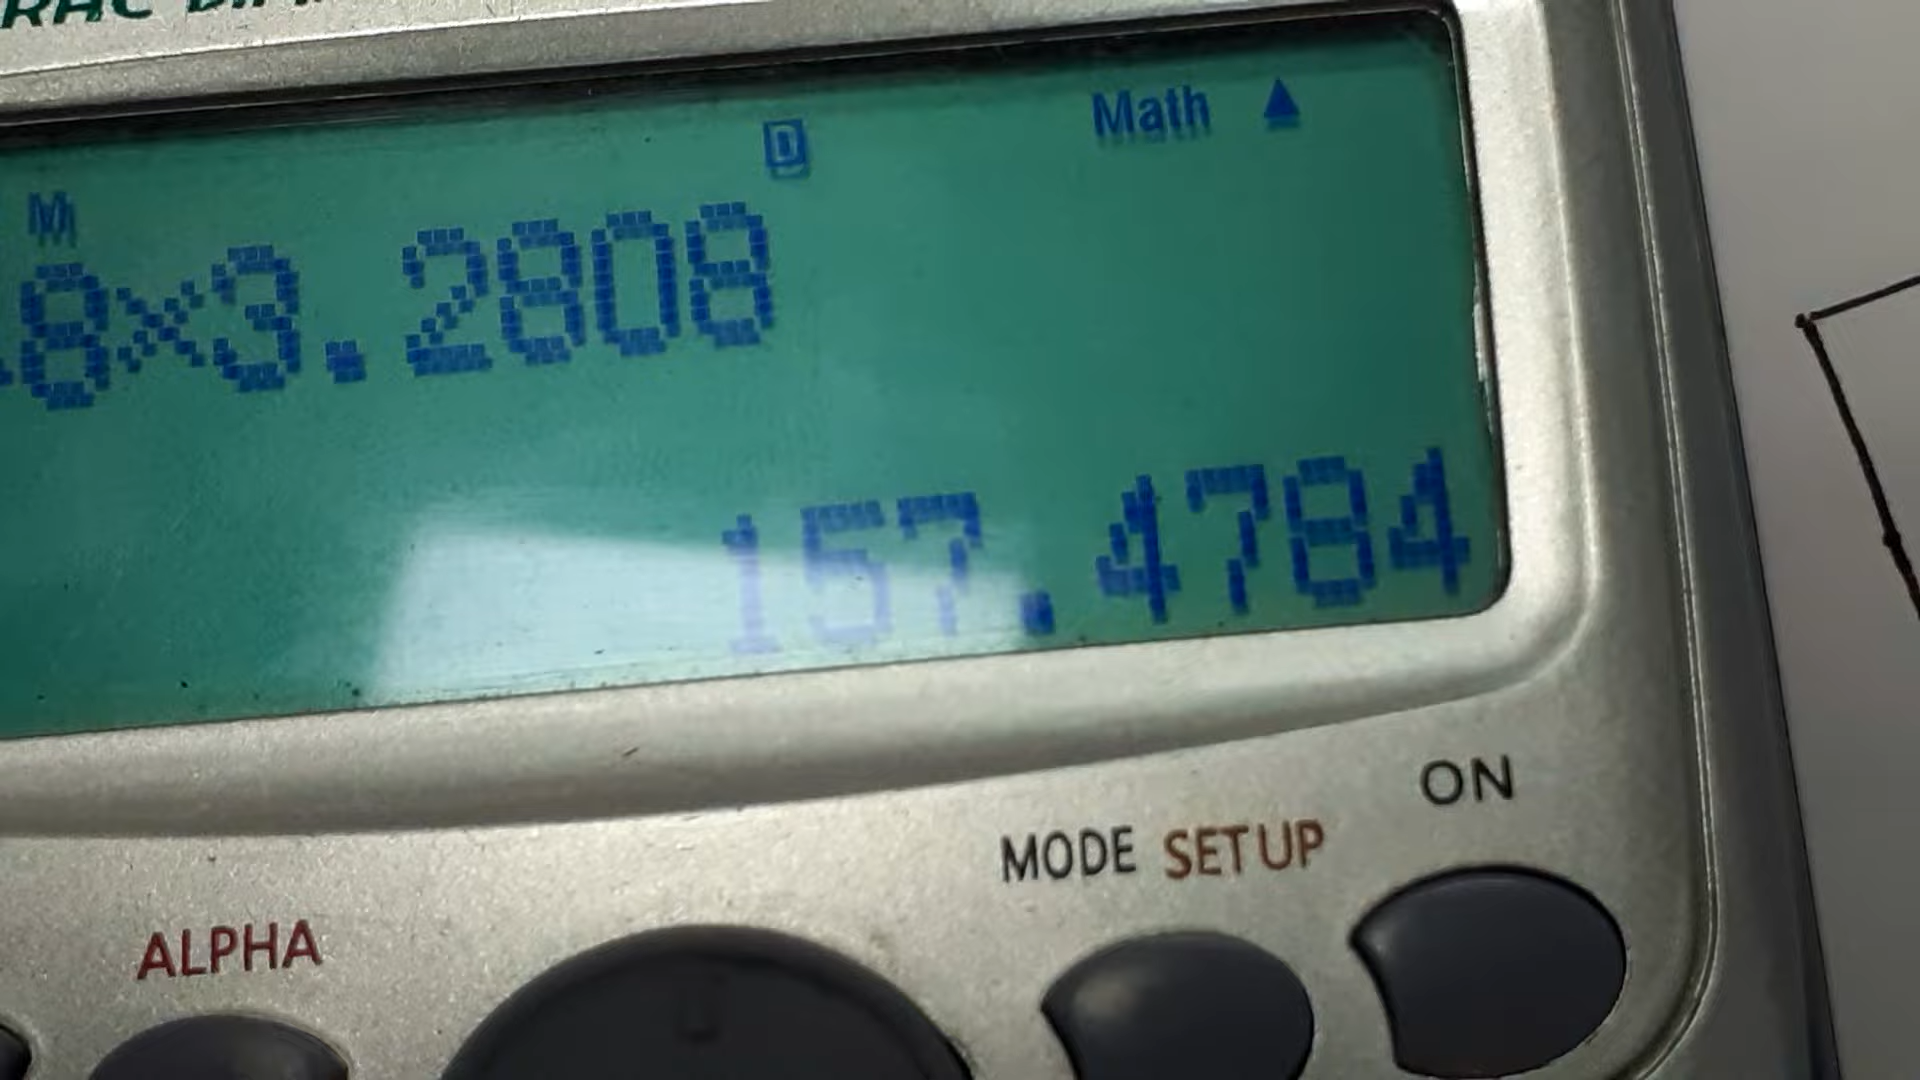 M D Math ▲
8×3.2808
157.4784
ON
MODE SETUP
ALPHA